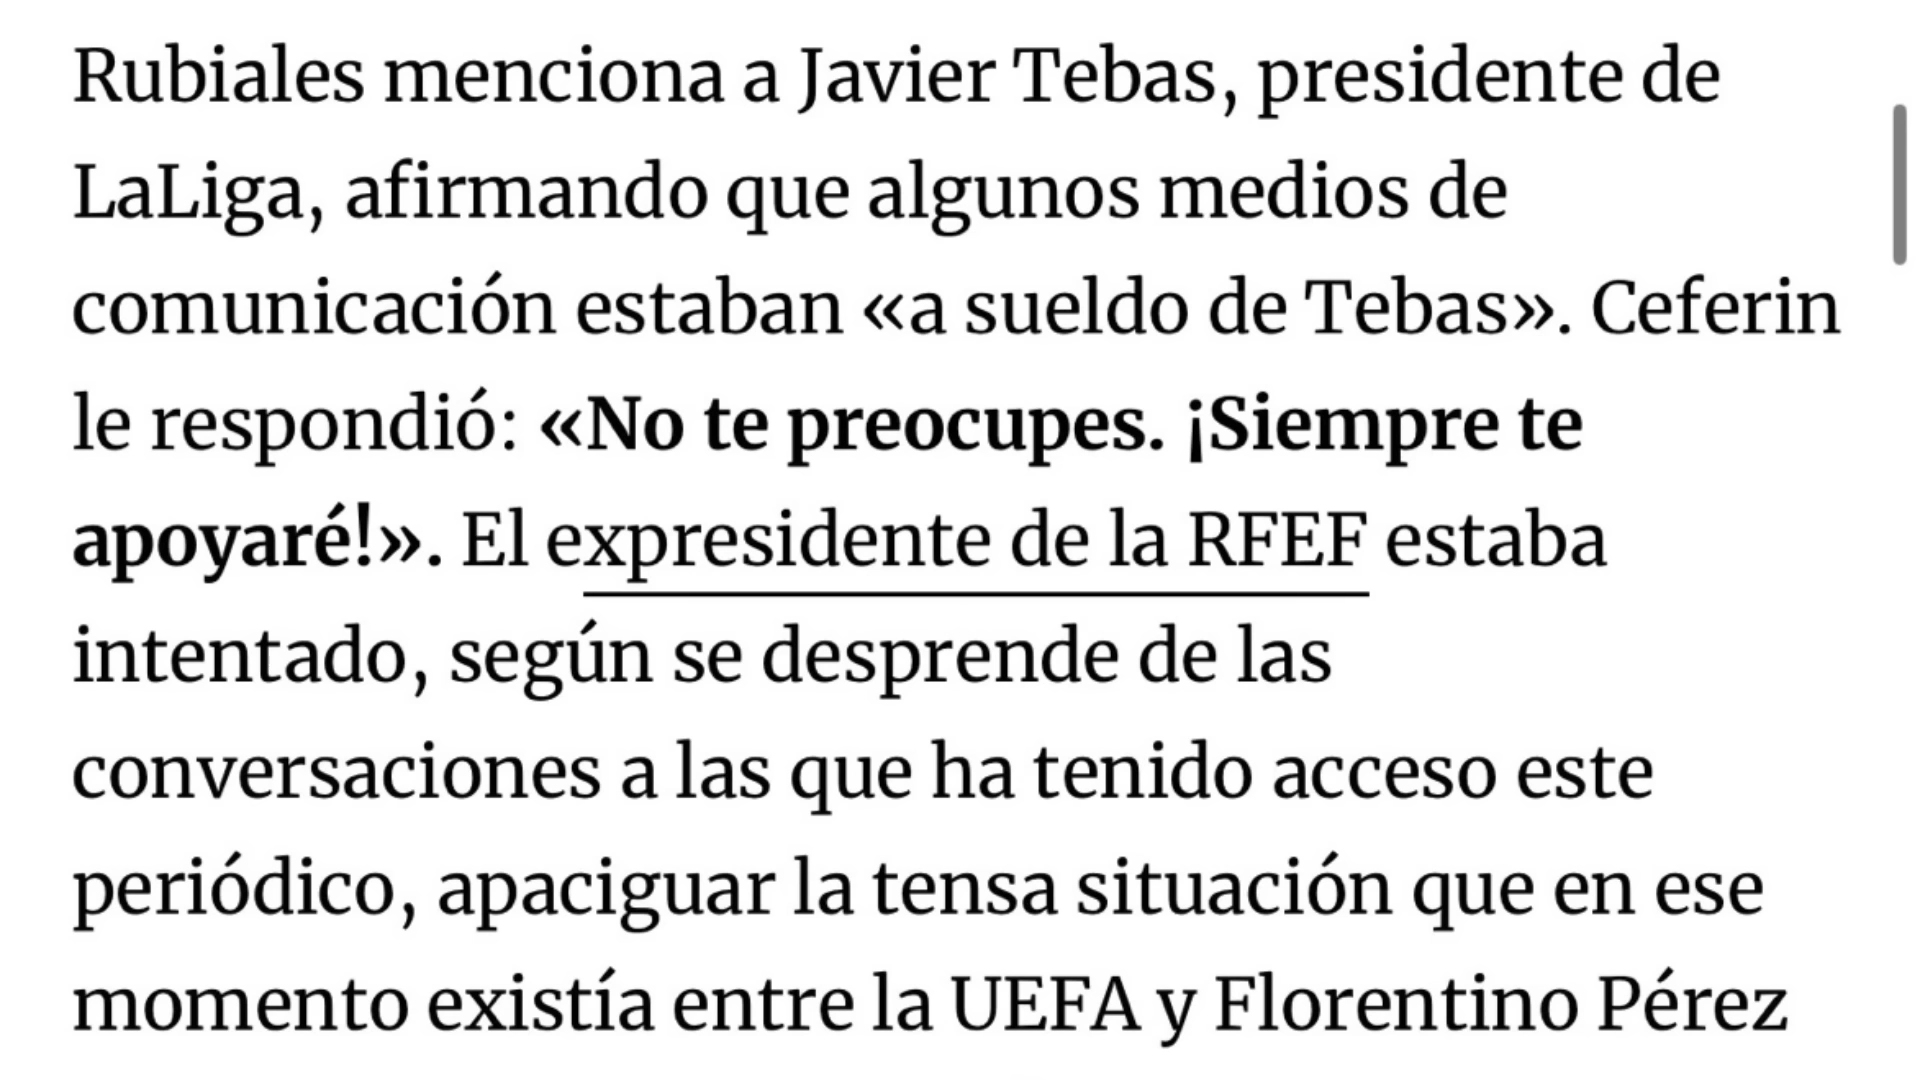 Rubiales menciona a Javier Tebas, presidente de
LaLiga, afirmando que algunos medios de
comunicación estaban «a sueldo de Tebas». Ceferin
le respondió: «No te preocupes. ¡Siempre te
apoyaré!». El expresidente de la RFEF estaba
intentado, según se desprende de las
conversaciones a las que ha tenido acceso este
periódico, apaciguar la tensa situación que en ese
momento existía entre la UEFA y Florentino Pérez